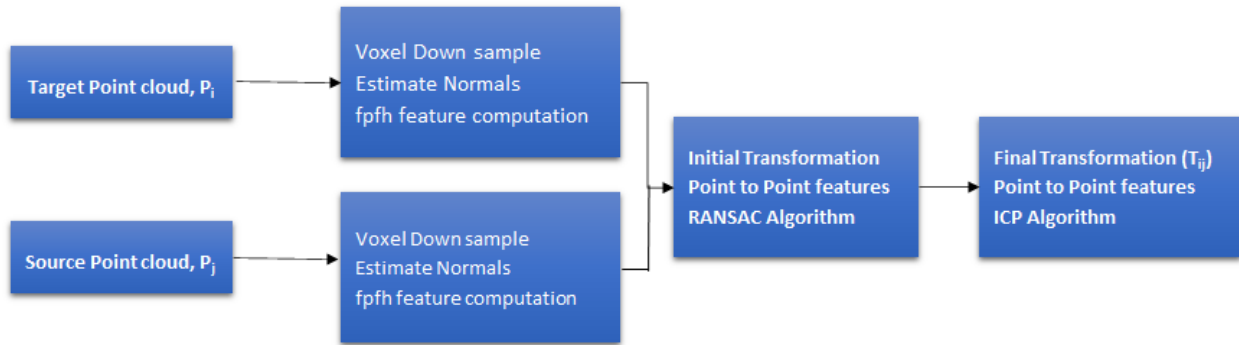 Target Point cloud, Pi
Voxel Down sample
Estimate Normals
fpfh feature computation
Source Point cloud, Pj
Voxel Down sample
Estimate Normals
fpfh feature computation
Initial Transformation
Point to Point features
RANSAC Algorithm
Final Transformation (Tij)
Point to Point features
ICP Algorithm